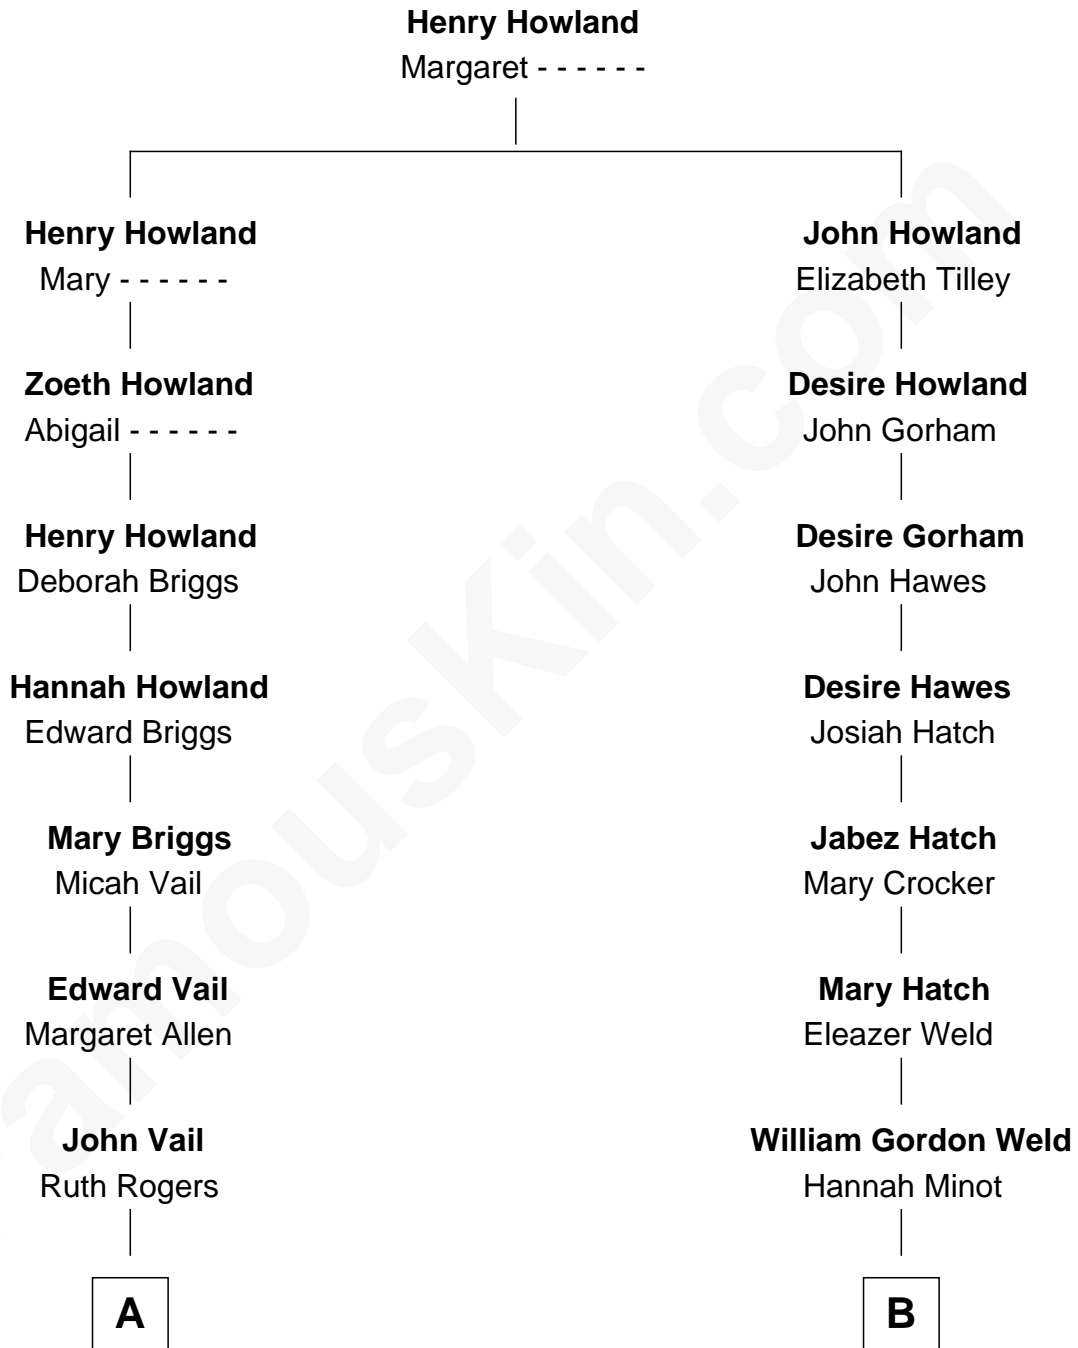 Henry Howland
Margaret - - - - - -
Henry Howland
Mary - - - - - -
Zoeth Howland
Abigail - - - - - -
Henry Howland
Deborah Briggs
Hannah Howland
Edward Briggs
Mary Briggs
Micah Vail
Edward Vail
Margaret Allen
John Vail
Ruth Rogers
A
John Howland
Elizabeth Tilley
Desire Howland
John Gorham
Desire Gorham
John Hawes
Desire Hawes
Josiah Hatch
Jabez Hatch
Mary Crocker
Mary Hatch
Eleazer Weld
William Gordon Weld
Hannah Minot
B
amousKin.com